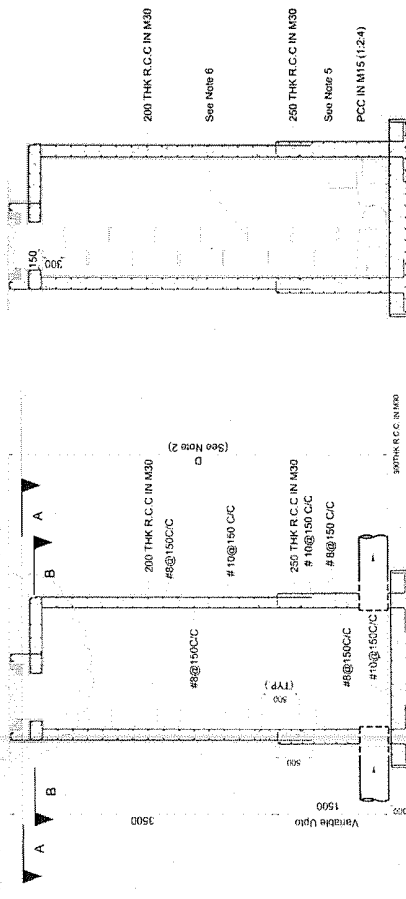 A
A
B
B
3500
Variable Upto
1500
500
500
(TYP.)
#8@150C/C
#8@150C/C
#10@150C/C
200 THK R.C.C IN M30
#8@150C/C
#10@150 C/C
250 THK R.C.C IN M30
#10@150 C/C
#8@150 C/C
D
(See Note 2)
300THK R.C.C. IN M30
150
300
200 THK R.C.C IN M30
See Note 6
250 THK R.C.C IN M30
See Note 5
PCC IN M15 (1:2:4)